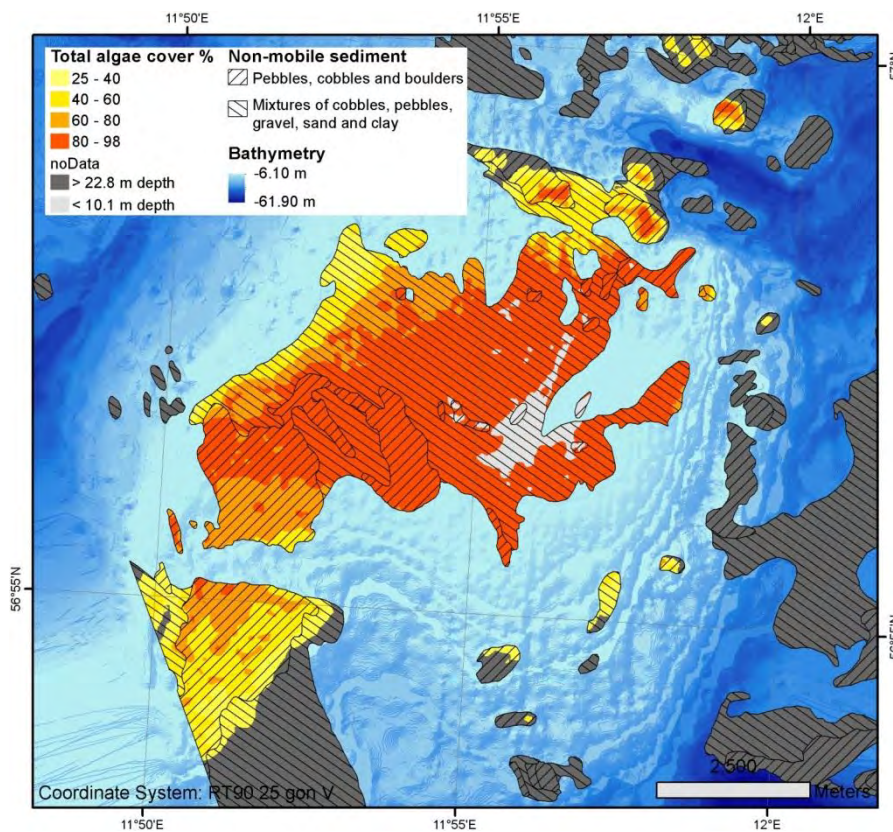 11°50'E 11°55'E 12°E
Total algae cover %
25 - 40
40 - 60
60 - 80
80 - 98
noData
> 22.8 m depth
< 10.1 m depth
Non-mobile sediment
Pebbles, cobbles and boulders
Mixtures of cobbles, pebbles,
gravel, sand and clay
Bathymetry
-6.10 m
-61.90 m
57°N
56°55'N
56°55'N
2 500
Coordinate System: RT90 25 gon V
Meters
11°50'E 11°55'E 12°E